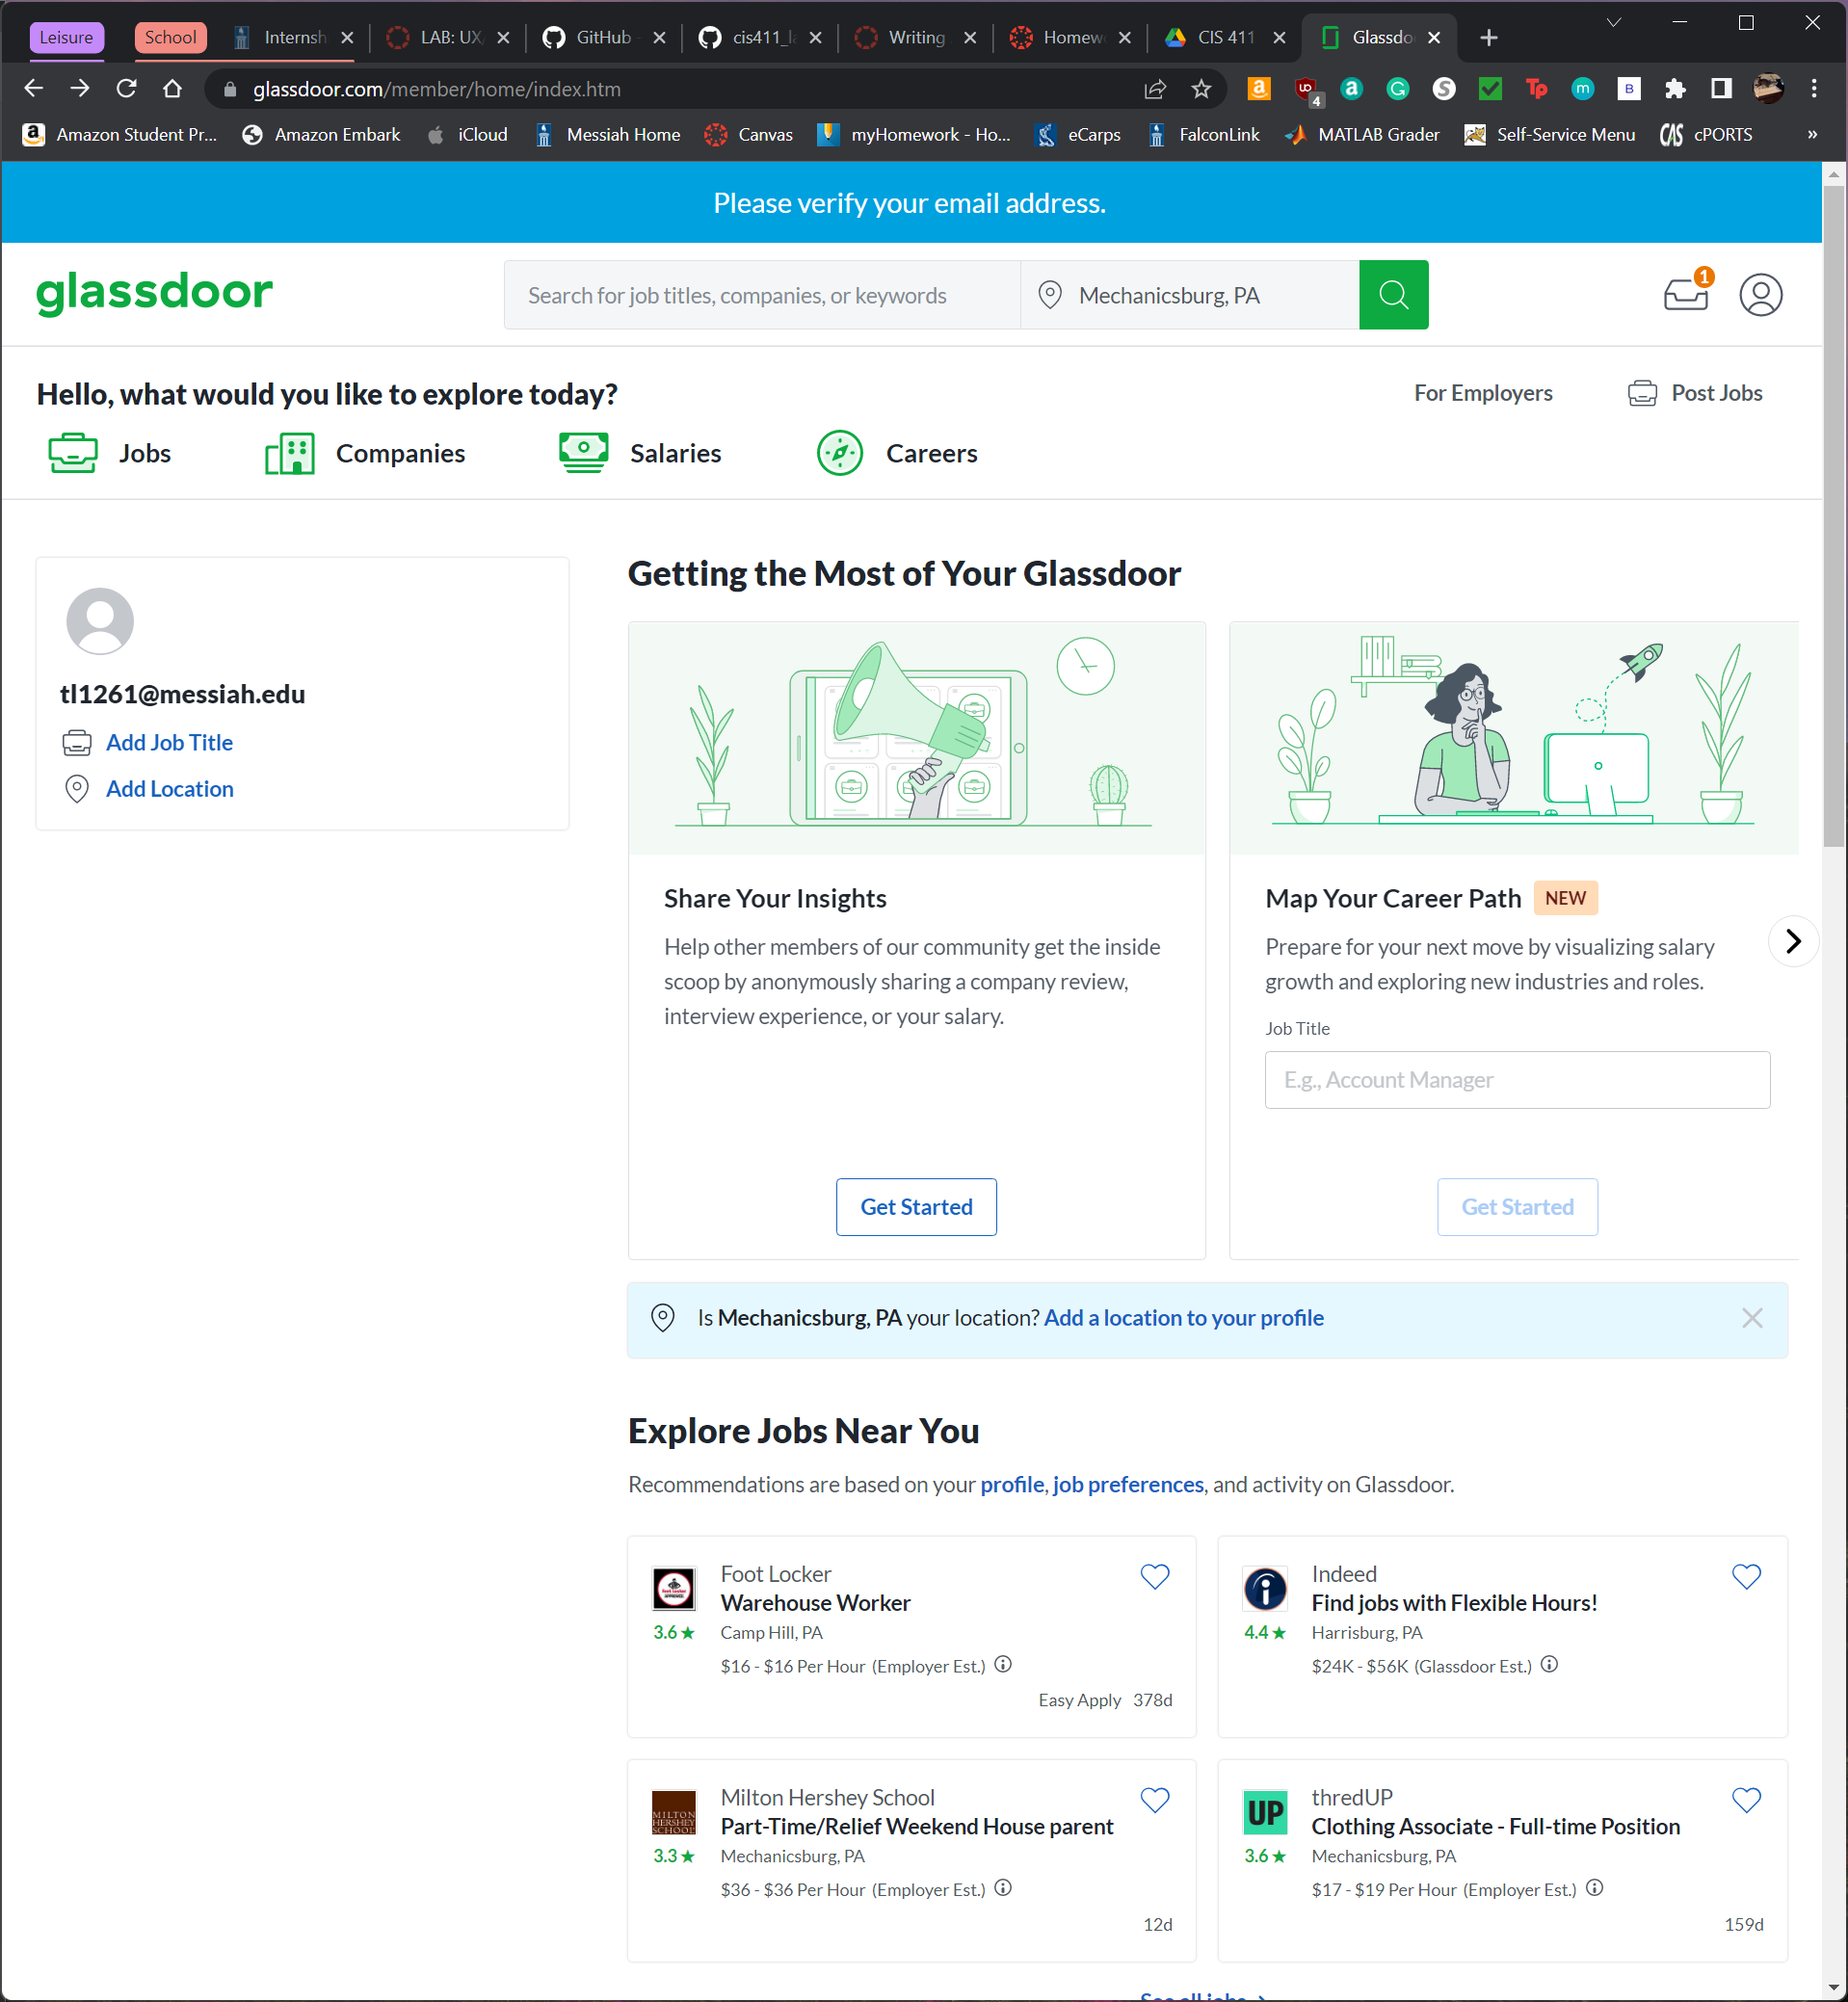 Leisure
School
Internsh
LAB: UX
GitHub
cis411_l
Writing
Homew
CIS 411
Glassdo
glassdoor.com/member/home/index.htm
4
Amazon Student Pr...
Amazon Embark
iCloud
Messiah Home
Canvas
myHomework - Ho...
eCarps
FalconLink
MATLAB Grader
Self-Service Menu
CAS cPORTS
»
Please verify your email address.
glassdoor
Search for job titles, companies, or keywords
Mechanicsburg, PA
1
Hello, what would you like to explore today?
For Employers
Post Jobs
Jobs
Companies
Salaries
Careers
tl1261@messiah.edu
Add Job Title
Add Location
Getting the Most of Your Glassdoor
Share Your Insights
Help other members of our community get the inside
scoop by anonymously sharing a company review,
interview experience, or your salary.
Get Started
Map Your Career Path NEW
Prepare for your next move by visualizing salary
growth and exploring new industries and roles.
Job Title
E.g., Account Manager
Get Started
Is Mechanicsburg, PA your location? Add a location to your profile
Explore Jobs Near You
Recommendations are based on your profile, job preferences, and activity on Glassdoor.
Foot Locker
Warehouse Worker
3.6 ★
Camp Hill, PA
$16 - $16 Per Hour (Employer Est.)
Easy Apply 378d
Indeed
Find jobs with Flexible Hours!
4.4 ★
Harrisburg, PA
$24K - $56K (Glassdoor Est.)
MILTON
HERSHEY
SCHOOL
Milton Hershey School
Part-Time/Relief Weekend House parent
3.3 ★
Mechanicsburg, PA
$36 - $36 Per Hour (Employer Est.)
12d
UP
thredUP
Clothing Associate - Full-time Position
3.6 ★
Mechanicsburg, PA
$17 - $19 Per Hour (Employer Est.)
159d
See all jobs